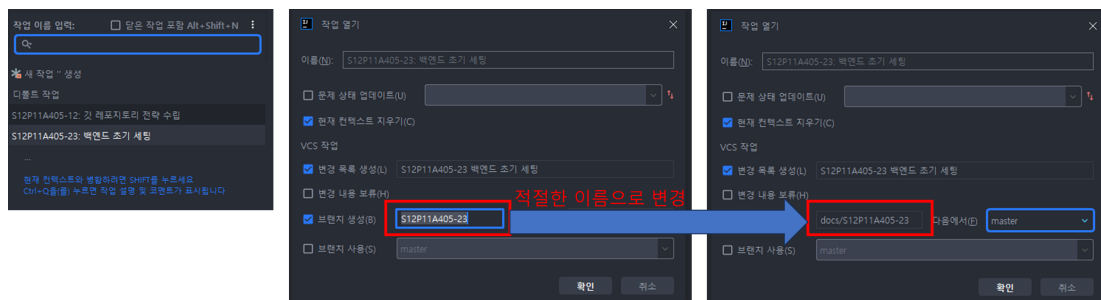 작업 이름 입력:
닫은 작업 포함 Alt+Shift+N
새 작업 '' 생성
디폴트 작업
S12P11A405-12: 깃 레포지토리 전략 수립
S12P11A405-23: 백엔드 초기 세팅
...
현재 컨텍스트와 병합하려면 SHIFT를 누르세요
Ctrl+Q을(를) 누르면 작업 설명 및 코멘트가 표시됩니다
작업 열기
이름(N): S12P11A405-23: 백엔드 초기 세팅
문제 상태 업데이트(U)
현재 컨텍스트 지우기(C)
VCS 작업
변경 목록 생성(L) S12P11A405-23 백엔드 초기 세팅
변경 내용 보류(H)
브랜치 생성(B) S12P11A405-23
브랜치 사용(S) master
확인 취소
적절한 이름으로 변경
작업 열기
이름(N): S12P11A405-23: 백엔드 초기 세팅
문제 상태 업데이트(U)
현재 컨텍스트 지우기(C)
VCS 작업
변경 목록 생성(L) S12P11A405-23 백엔드 초기 세팅
변경 내용 보류(H)
docs/S12P11A405-23 다음에서(F) master
브랜치 사용(S) master
확인 취소